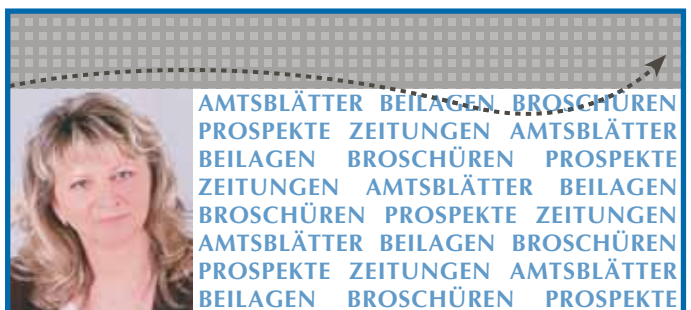 AMTSBLÄTTER BEILAGEN BROSCHÜREN
PROSPEKTE ZEITUNGEN AMTSBLÄTTER
BEILAGEN BROSCHÜREN PROSPEKTE
ZEITUNGEN AMTSBLÄTTER BEILAGEN
BROSCHÜREN PROSPEKTE ZEITUNGEN
AMTSBLÄTTER BEILAGEN BROSCHÜREN
PROSPEKTE ZEITUNGEN AMTSBLÄTTER
BEILAGEN BROSCHÜREN PROSPEKTE